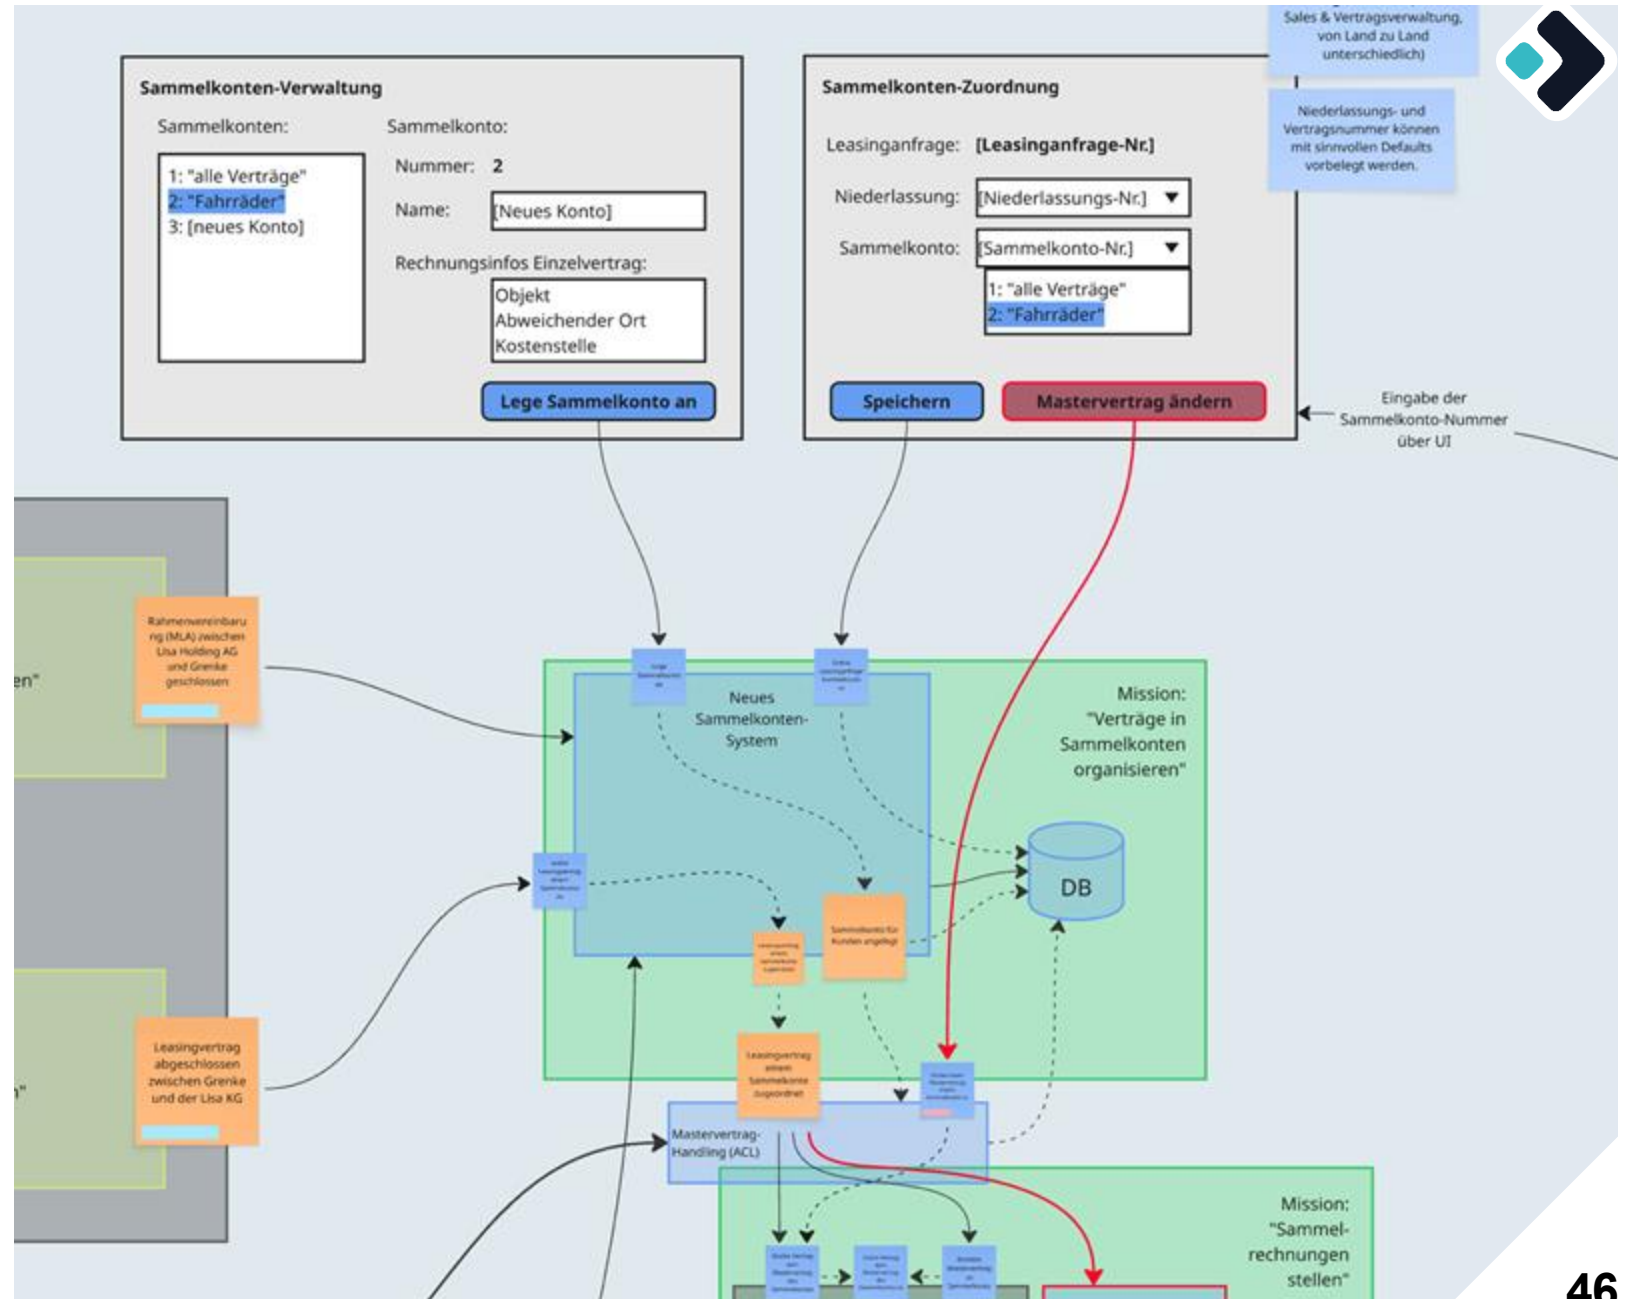 Sales & Vertragsverwaltung,
von Land zu Land
unterschiedlich)
Niederlassungs- und
Vertragsnummer können
mit sinnvollen Defaults
vorbelegt werden.
Sammelkonten-Verwaltung
Sammelkonten:
1: "alle Verträge"
2: "Fahrräder"
3: [neues Konto]
Sammelkonto:
Nummer: 2
Name: [Neues Konto]
Rechnungsinfos Einzelvertrag:
Objekt
Abweichender Ort
Kostenstelle
Lege Sammelkonto an
Sammelkonten-Zuordnung
Leasinganfrage: [Leasinganfrage-Nr.]
Niederlassung: [Niederlassungs-Nr.]
Sammelkonto: [Sammelkonto-Nr.]
1: "alle Verträge"
2: "Fahrräder"
Speichern
Mastervertrag ändern
Eingabe der
Sammelkonto-Nummer
über UI
en"
Rahmenvereinbaru
ng (MLA) zwischen
Lisa Holding AG
und Grenke
geschlossen
Neues
Sammelkonten-
System
Mission:
"Verträge in
Sammelkonten
organisieren"
DB
Sammelkonto für
Kunden angelegt
Leasingvertrag
abgeschlossen
zwischen Grenke
und der Lisa KG
Leasingvertrag
einem
Sammelkonto
zugeordnet
Mastervertrag-
Handling (ACL)
Mission:
"Sammel-
rechnungen
stellen"
46